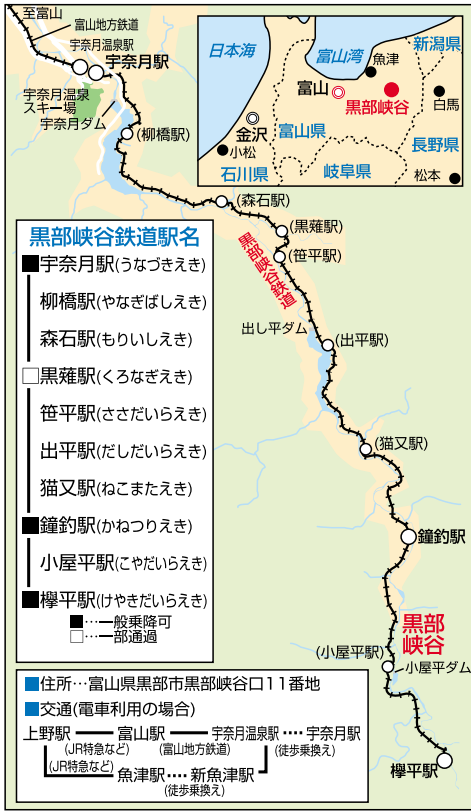 至富山
富山地方鉄道
宇奈月温泉駅
宇奈月駅
宇奈月温泉
スキー場
宇奈月ダム
(柳橋駅)
(森石駅)
(黒薙駅)
(笹平駅)
黒部峡谷鉄道
出し平ダム
(出平駅)
(猫又駅)
鐘釣駅
黒部
峡谷
(小屋平駅)
小屋平ダム
欅平駅
日本海
富山湾
新潟県
魚津
富山
黒部峡谷
白馬
金沢
富山県
長野県
小松
石川県
岐阜県
松本
黒部峡谷鉄道駅名
■宇奈月駅(うなづきえき)
柳橋駅(やなぎばしえき)
森石駅(もりいしえき)
□黒薙駅(くろなぎえき)
笹平駅(ささだいらえき)
出平駅(だしだいらえき)
猫又駅(ねこまたえき)
■鐘釣駅(かねつりえき)
小屋平駅(こやだいらえき)
■欅平駅(けやきだいらえき)
■…一般乗降可
□…一部通過
■住所…富山県黒部市黒部峡谷口11番地
■交通(電車利用の場合)
上野駅 富山駅 宇奈月温泉駅 宇奈月駅
(JR特急など) (富山地方鉄道) (徒歩乗換え)
(JR特急など) 魚津駅 新魚津駅
(徒歩乗換え)